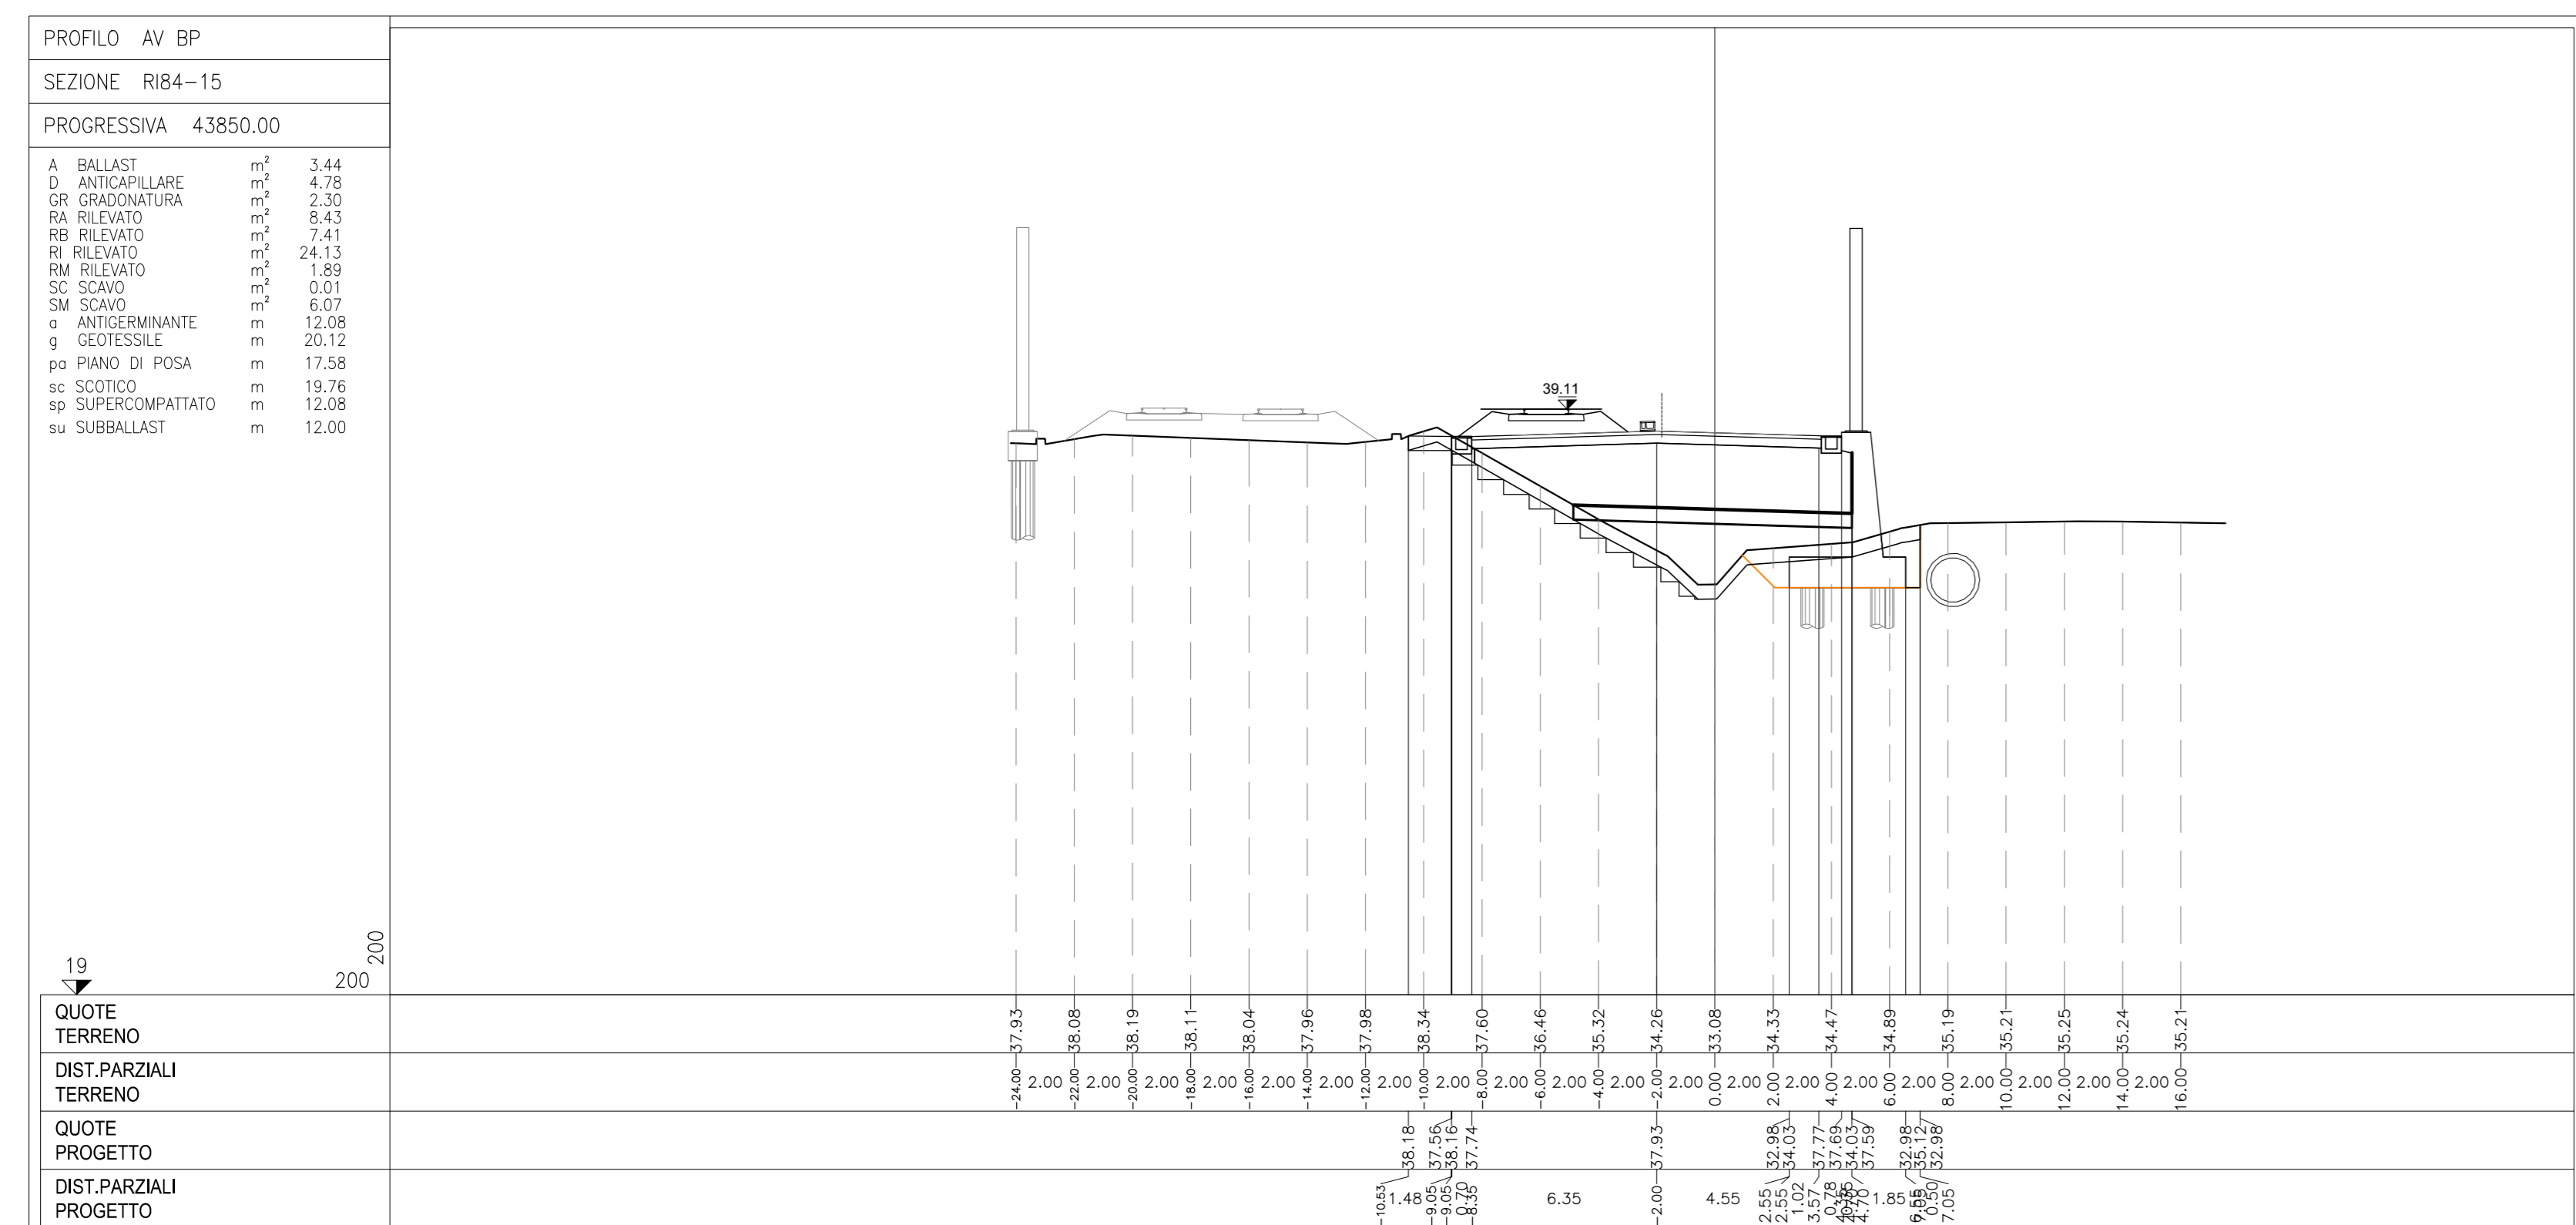 PROFILO AV BP
SEZIONE RI84-15
PROGRESSIVA 43850.00
A BALLAST m² 3.44
D ANTICAPILLARE m² 4.78
GR GRADONATURA m² 2.30
RA RILEVATO m² 8.43
RB RILEVATO m² 7.41
RI RILEVATO m² 24.13
RM RILEVATO m² 1.89
SC SCAVO m² 0.01
SM SCAVO m² 6.07
a ANTIGERMINANTE m 12.08
g GEOTESSILE m 20.12
pa PIANO DI POSA m 17.58
sc SCOTICO m 19.76
sp SUPERCOMPATTATO m 12.08
su SUBBALLAST m 12.00
39.11
19
200
200
QUOTE
TERRENO
37.93 38.08 38.19 38.11 38.04 37.96 37.98 38.34 37.60 36.46 35.32 34.26 33.08 34.33 34.47 34.89 35.19 35.21 35.25 35.24 35.21
DIST.PARZIALI
TERRENO
-24.00 2.00 -22.00 2.00 -20.00 2.00 -18.00 2.00 -16.00 2.00 -14.00 2.00 -12.00 2.00 -10.00 2.00 -8.00 2.00 -6.00 2.00 -4.00 2.00 -2.00 2.00 0.00 2.00 2.00 2.00 4.00 2.00 6.00 2.00 8.00 2.00 10.00 2.00 12.00 2.00 14.00 2.00 16.00
QUOTE
PROGETTO
38.18 37.56 38.16 37.74 37.93 32.98 34.03 37.77 37.69 34.03 37.59 32.98 35.12 32.98
DIST.PARZIALI
PROGETTO
-10.53 1.48 -9.05 -9.05 0.70 -8.35 6.35 -2.00 4.55 2.55 2.55 1.02 3.57 0.78 4.70 1.85 6.55 0.50 7.05